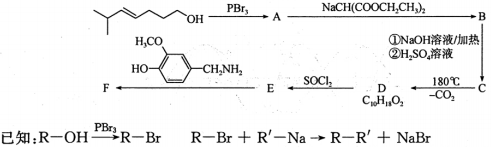 OH PBr₃ A NaCH(COOCH₂CH₃)₂ B
①NaOH溶液/加热
②H₂SO₄溶液
H₃CO
HO CH₂NH₂
F E SOCl₂ D 180℃ −CO₂ C
C₁₀H₁₈O₂
已知:R—OH PBr₃ R—Br R—Br + R′—Na → R—R′ + NaBr